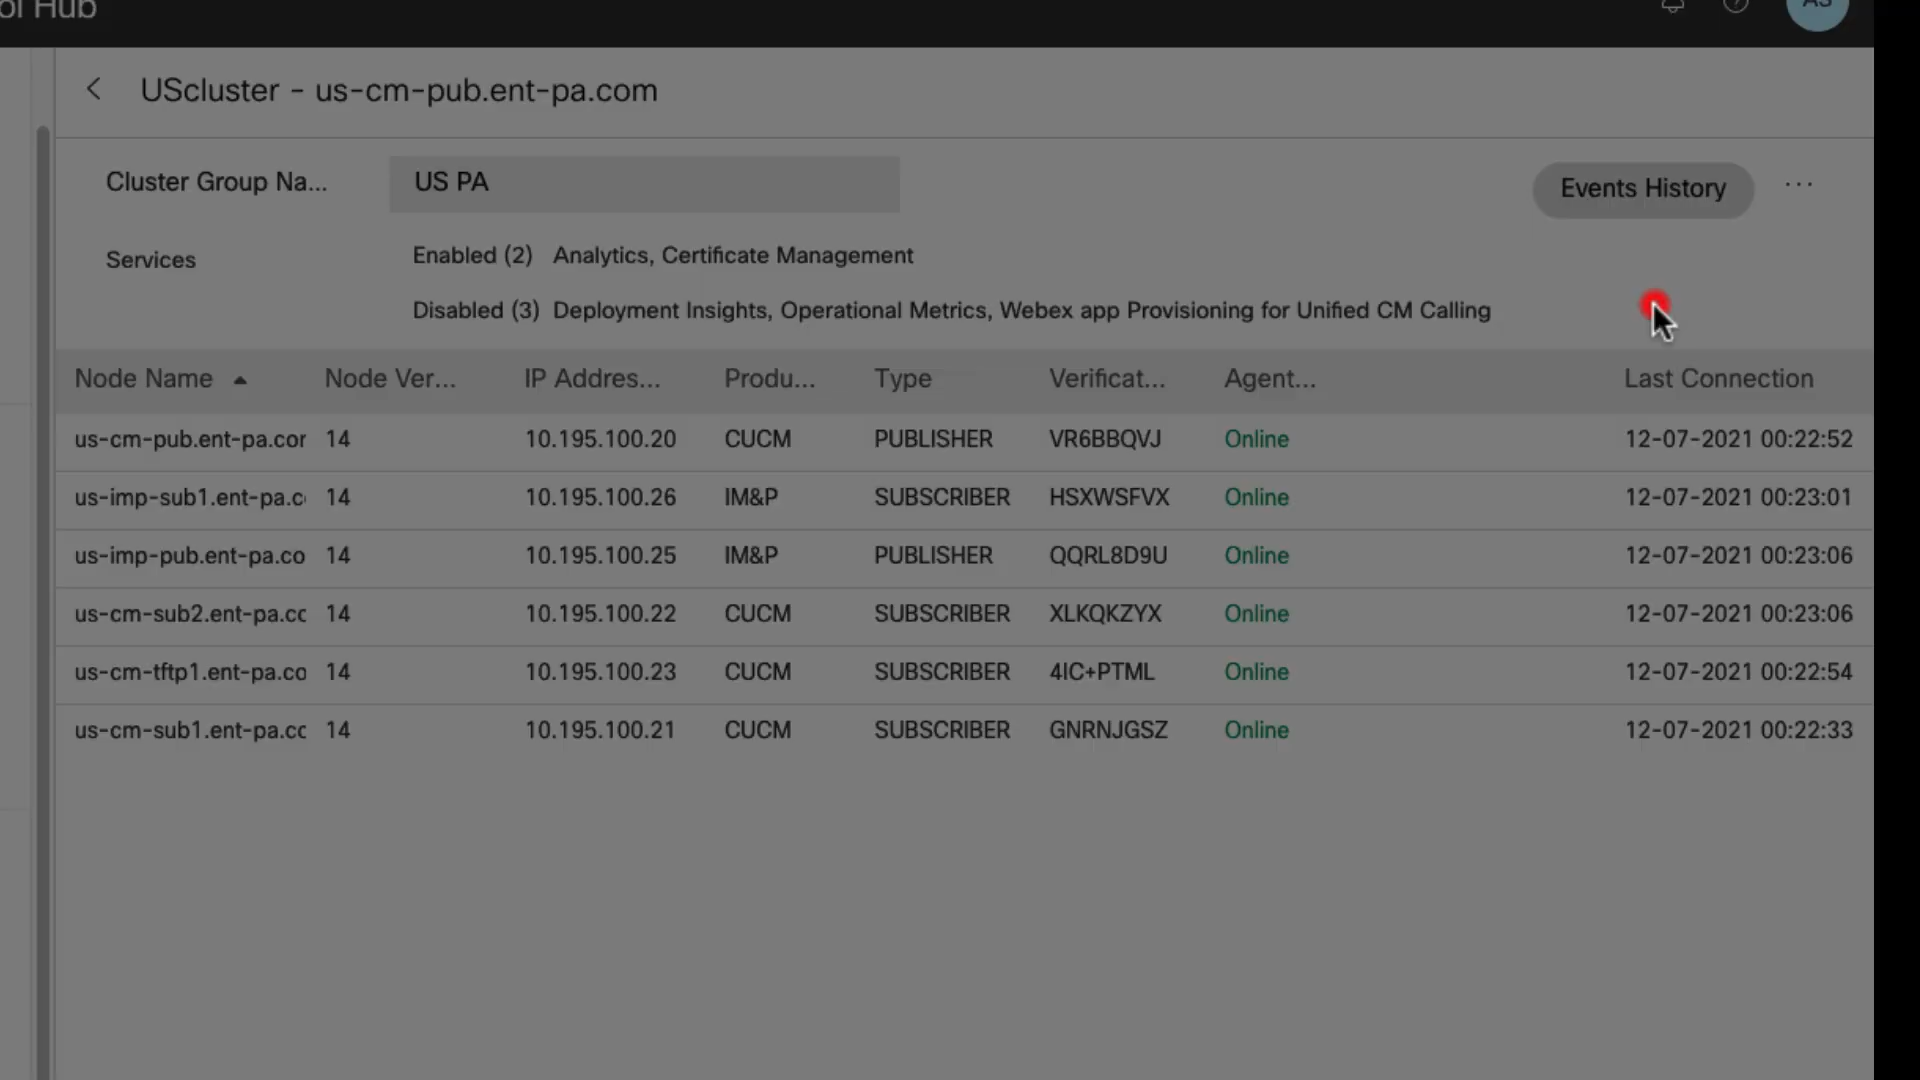 ol Hub
AS
UScluster - us-cm-pub.ent-pa.com
Cluster Group Na... US PA Events History ...
Services Enabled (2) Analytics, Certificate Management
Disabled (3) Deployment Insights, Operational Metrics, Webex app Provisioning for Unified CM Calling
Node Name Node Ver... IP Addres... Produ... Type Verificat... Agent... Last Connection
us-cm-pub.ent-pa.cor 14 10.195.100.20 CUCM PUBLISHER VR6BBQVJ Online 12-07-2021 00:22:52
us-imp-sub1.ent-pa.c 14 10.195.100.26 IM&P SUBSCRIBER HSXWSFVX Online 12-07-2021 00:23:01
us-imp-pub.ent-pa.co 14 10.195.100.25 IM&P PUBLISHER QQRL8D9U Online 12-07-2021 00:23:06
us-cm-sub2.ent-pa.cc 14 10.195.100.22 CUCM SUBSCRIBER XLKQKZYX Online 12-07-2021 00:23:06
us-cm-tftp1.ent-pa.co 14 10.195.100.23 CUCM SUBSCRIBER 4IC+PTML Online 12-07-2021 00:22:54
us-cm-sub1.ent-pa.cc 14 10.195.100.21 CUCM SUBSCRIBER GNRNJGSZ Online 12-07-2021 00:22:33